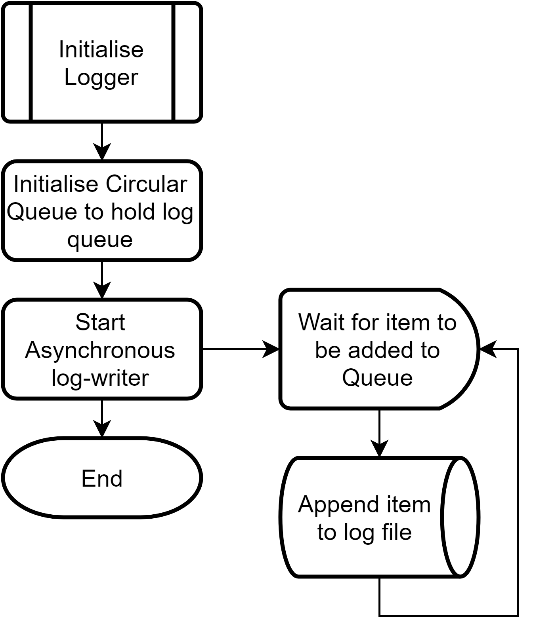 Initialise
Logger
Initialise Circular
Queue to hold log
queue
Start
Asynchronous
log-writer
End
Wait for item to
be added to
Queue
Append item
to log file